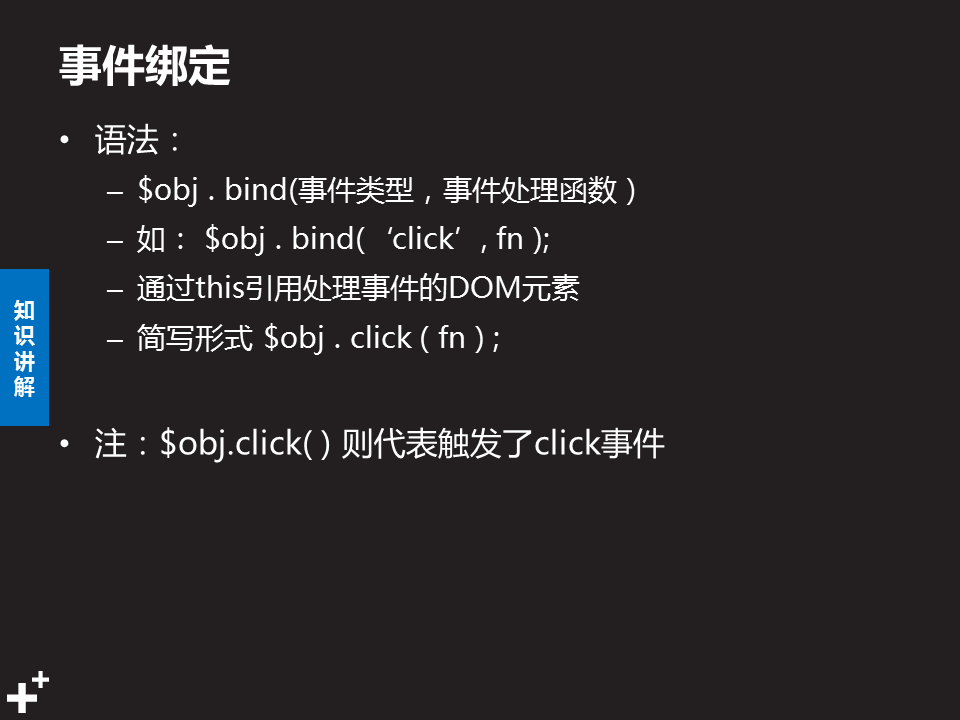 事件绑定
• 语法：
– $obj . bind(事件类型，事件处理函数 )
– 如： $obj . bind( ‘click’, fn );
– 通过this引用处理事件的DOM元素
– 简写形式 $obj . click ( fn ) ;
知识讲解
• 注：$obj.click( ) 则代表触发了click事件